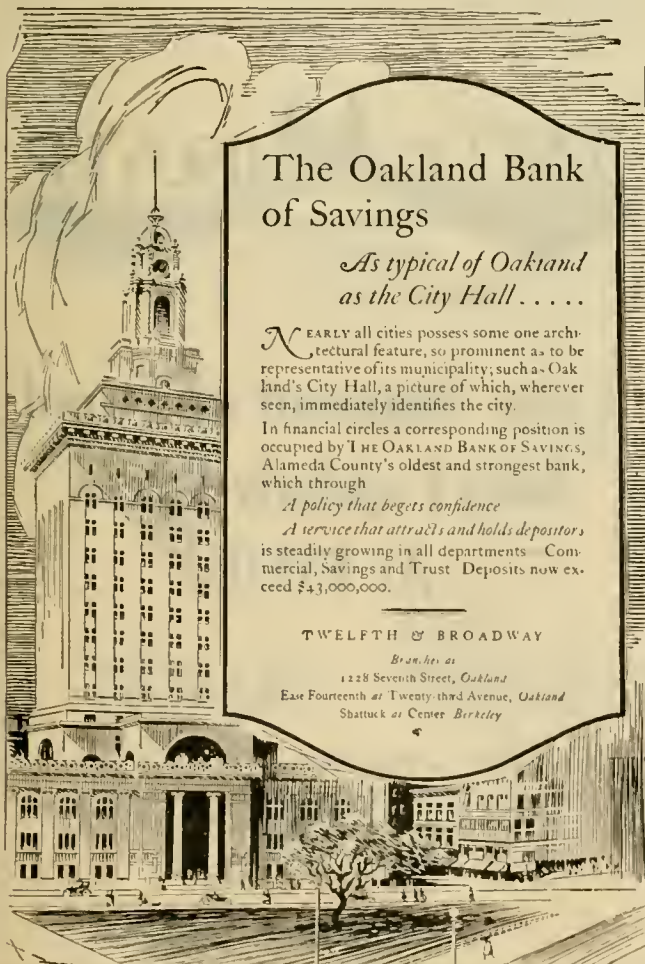 The Oakland Bank
of Savings
As typical of Oakland
as the City Hall.....
NEARLY all cities possess some one archi-
tectural feature, so prominent as to be
representative of its municipality; such as Oak
land's City Hall, a picture of which, wherever
seen, immediately identifies the city.
In financial circles a corresponding position is
occupied by THE OAKLAND BANK OF SAVINGS,
Alameda County's oldest and strongest bank,
which through
A policy that begets confidence
A service that attracts and holds depositors
is steadily growing in all departments Com-
mercial, Savings and Trust Deposits now ex-
ceed $43,000,000.
TWELFTH & BROADWAY
Branches at
1228 Seventh Street, Oakland
East Fourteenth at Twenty-third Avenue, Oakland
Shattuck at Center Berkeley